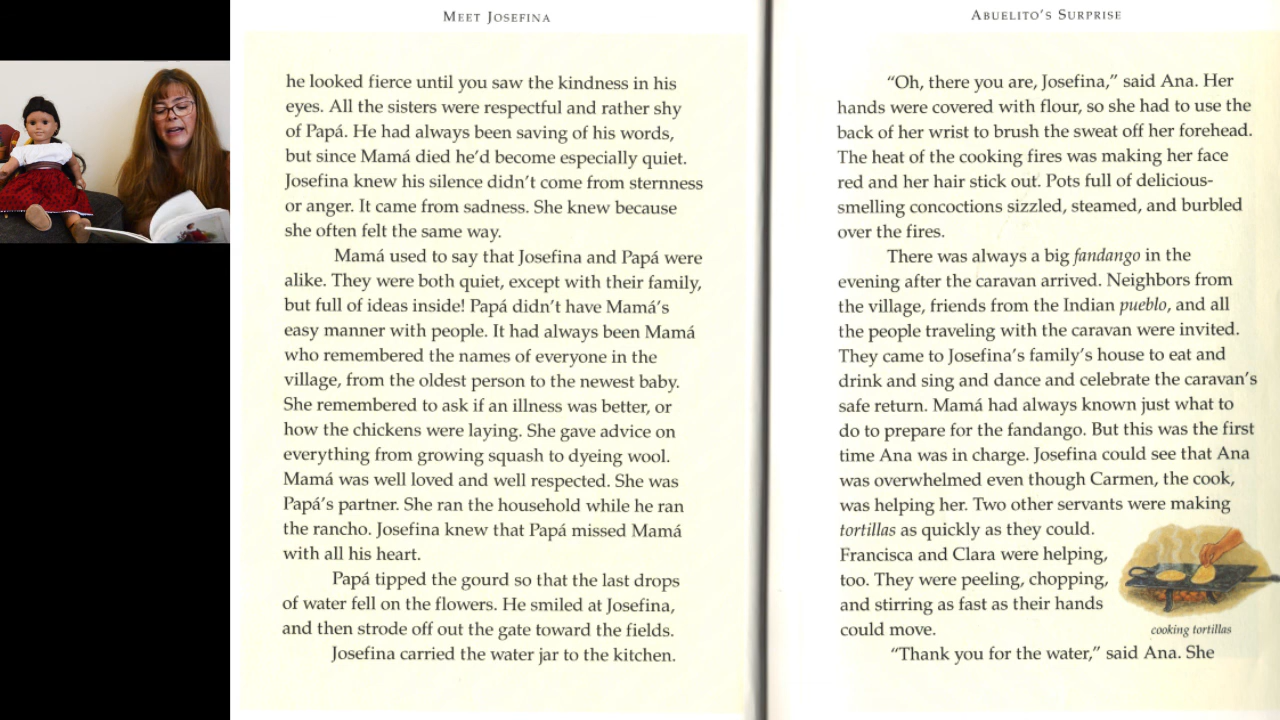 MEET JOSEFINA
he looked fierce until you saw the kindness in his
eyes. All the sisters were respectful and rather shy
of Papá. He had always been saving of his words,
but since Mamá died he’d become especially quiet.
Josefina knew his silence didn’t come from sternness
or anger. It came from sadness. She knew because
she often felt the same way.
Mamá used to say that Josefina and Papá were
alike. They were both quiet, except with their family,
but full of ideas inside! Papá didn’t have Mamá’s
easy manner with people. It had always been Mamá
who remembered the names of everyone in the
village, from the oldest person to the newest baby.
She remembered to ask if an illness was better, or
how the chickens were laying. She gave advice on
everything from growing squash to dyeing wool.
Mamá was well loved and well respected. She was
Papá’s partner. She ran the household while he ran
the rancho. Josefina knew that Papá missed Mamá
with all his heart.
Papá tipped the gourd so that the last drops
of water fell on the flowers. He smiled at Josefina,
and then strode off out the gate toward the fields.
Josefina carried the water jar to the kitchen.
ABUELITO’S SURPRISE
“Oh, there you are, Josefina,” said Ana. Her
hands were covered with flour, so she had to use the
back of her wrist to brush the sweat off her forehead.
The heat of the cooking fires was making her face
red and her hair stick out. Pots full of delicious-
smelling concoctions sizzled, steamed, and burbled
over the fires.
There was always a big fandango in the
evening after the caravan arrived. Neighbors from
the village, friends from the Indian pueblo, and all
the people traveling with the caravan were invited.
They came to Josefina’s family’s house to eat and
drink and sing and dance and celebrate the caravan’s
safe return. Mamá had always known just what to
do to prepare for the fandango. But this was the first
time Ana was in charge. Josefina could see that Ana
was overwhelmed even though Carmen, the cook,
was helping her. Two other servants were making
tortillas as quickly as they could.
Francisca and Clara were helping,
too. They were peeling, chopping,
and stirring as fast as their hands
could move.
cooking tortillas
“Thank you for the water,” said Ana. She